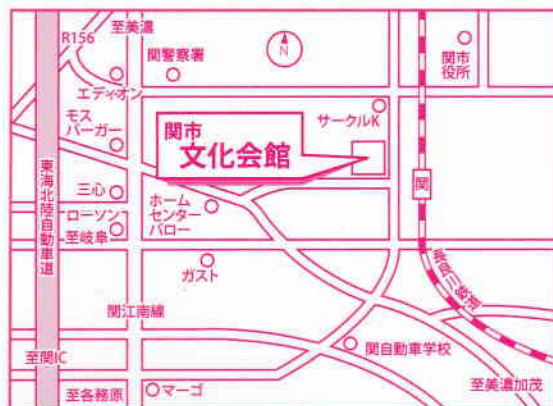 至美濃
R156
関警察署
N
関市
役所
エディオン
サークルK
モス
バーガー
関市
文化会館
東海北陸自動車道
三心
ホーム
センター
バロー
関
ローソン
至岐阜
ガスト
長良川鉄道
関江南線
関自動車学校
至関IC
至美濃加茂
至各務原
マーゴ